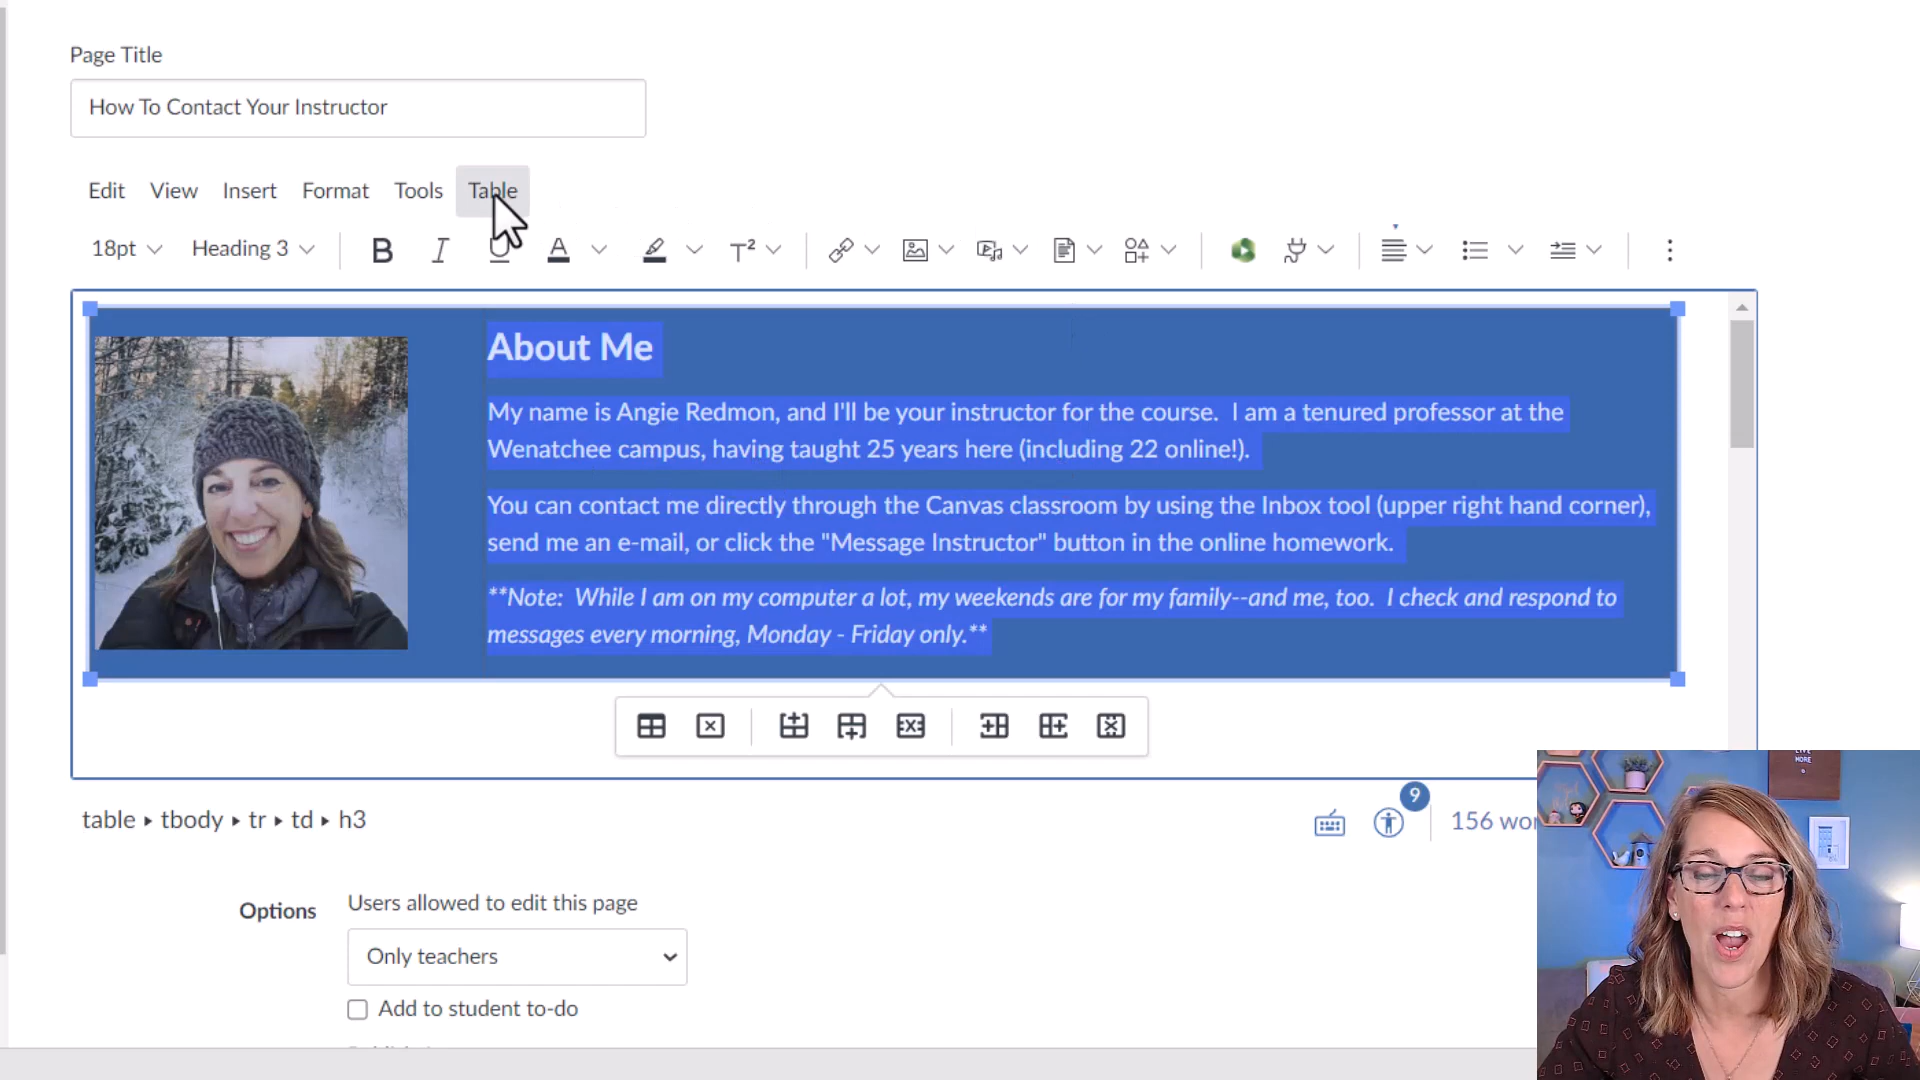 Page Title
How To Contact Your Instructor
Edit View Insert Format Tools Table
18pt Heading 3
About Me
My name is Angie Redmon, and I'll be your instructor for the course. I am a tenured professor at the
Wenatchee campus, having taught 25 years here (including 22 online!).
You can contact me directly through the Canvas classroom by using the Inbox tool (upper right hand corner),
send me an e-mail, or click the "Message Instructor" button in the online homework.
**Note: While I am on my computer a lot, my weekends are for my family--and me, too. I check and respond to
messages every morning, Monday - Friday only.**
table ▸ tbody ▸ tr ▸ td ▸ h3
9
156
LIVE
MORE
Options
Users allowed to edit this page
Only teachers
Add to student to-do